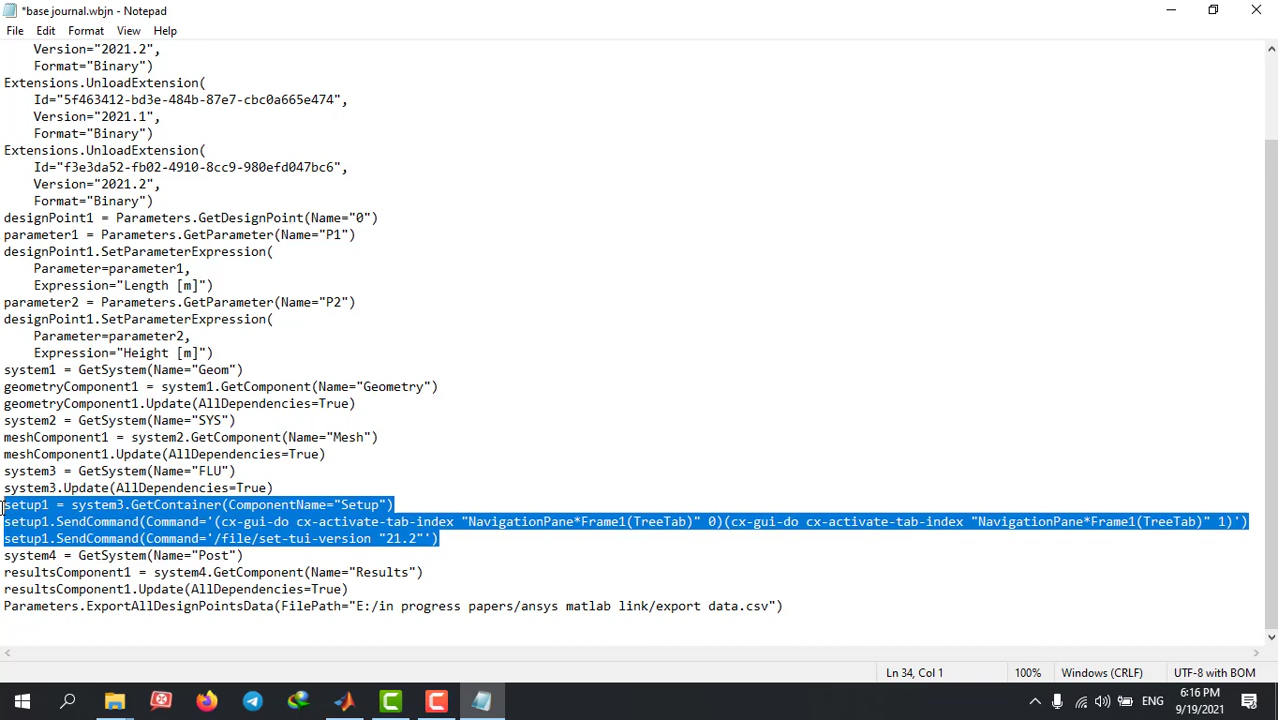 *base journal.wbjn - Notepad
File Edit Format View Help
Version="2021.2",
Format="Binary")
Extensions.UnloadExtension(
Id="5f463412-bd3e-484b-87e7-cbc0a665e474",
Version="2021.1",
Format="Binary")
Extensions.UnloadExtension(
Id="f3e3da52-fb02-4910-8cc9-980efd047bc6",
Version="2021.2",
Format="Binary")
designPoint1 = Parameters.GetDesignPoint(Name="0")
parameter1 = Parameters.GetParameter(Name="P1")
designPoint1.SetParameterExpression(
Parameter=parameter1,
Expression="Length [m]")
parameter2 = Parameters.GetParameter(Name="P2")
designPoint1.SetParameterExpression(
Parameter=parameter2,
Expression="Height [m]")
system1 = GetSystem(Name="Geom")
geometryComponent1 = system1.GetComponent(Name="Geometry")
geometryComponent1.Update(AllDependencies=True)
system2 = GetSystem(Name="SYS")
meshComponent1 = system2.GetComponent(Name="Mesh")
meshComponent1.Update(AllDependencies=True)
system3 = GetSystem(Name="FLU")
system3.Update(AllDependencies=True)
setup1 = system3.GetContainer(ComponentName="Setup")
setup1.SendCommand(Command='(cx-gui-do cx-activate-tab-index "NavigationPane*Frame1(TreeTab)" 0)(cx-gui-do cx-activate-tab-index "NavigationPane*Frame1(TreeTab)" 1)')
setup1.SendCommand(Command='/file/set-tui-version "21.2"')
system4 = GetSystem(Name="Post")
resultsComponent1 = system4.GetComponent(Name="Results")
resultsComponent1.Update(AllDependencies=True)
Parameters.ExportAllDesignPointsData(FilePath="E:/in progress papers/ansys matlab link/export data.csv")
Ln 34, Col 1 100% Windows (CRLF) UTF-8 with BOM
ENG 6:16 PM
9/19/2021